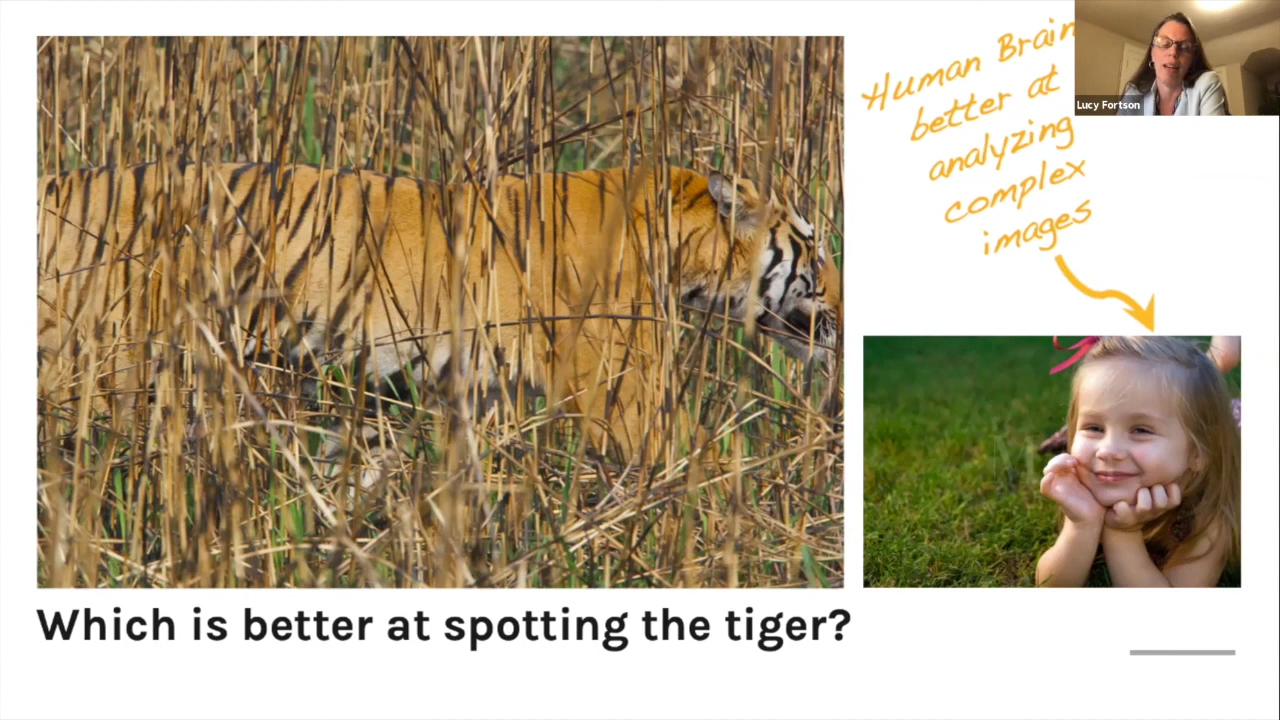 Human Brain
better at
analyzing
complex
images
Lucy Fortson
Which is better at spotting the tiger?